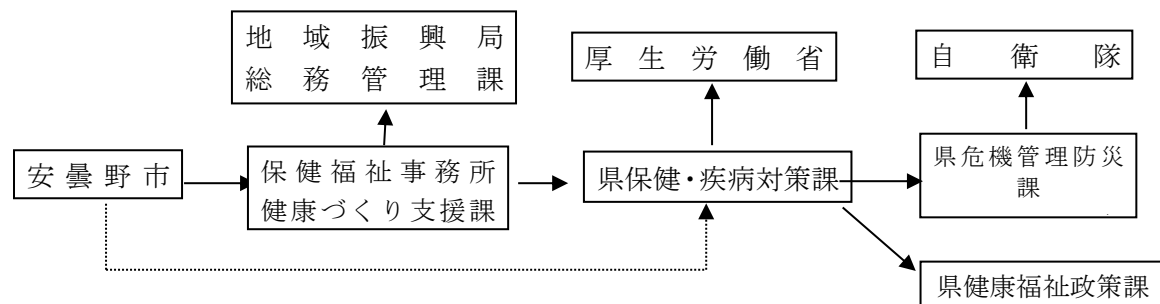 地域振興局
総務管理課
厚生労働省
自衛隊
安曇野市
保健福祉事務所
健康づくり支援課
県保健・疾病対策課
県危機管理防災
課
県健康福祉政策課